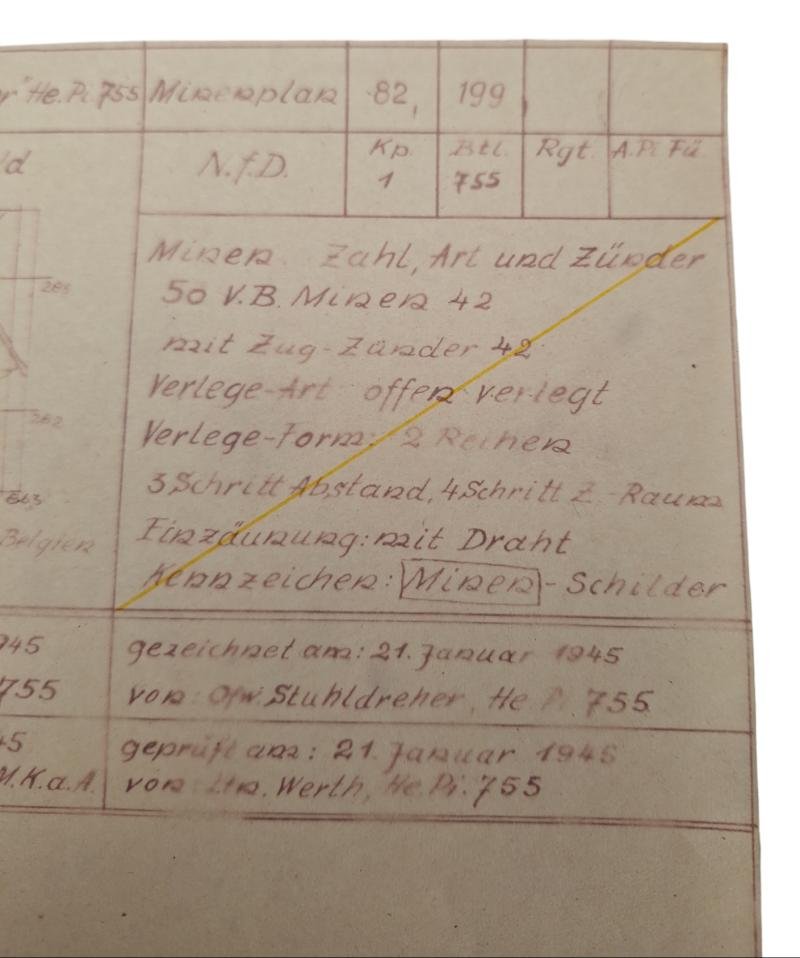 r" He. Pi. 755 Minenplan 82, 199,
Kp. Btl. Rgt. A. Pi. Fü.
ld N.f.D. 1 755
Minen Zahl, Art und Zünder
50 V.B. Minen 42
mit Zug-Zünder 42
Verlege-Art offen verlegt
Verlege-Form: 2 Reihen
3 Schritt Abstand, 4 Schritt Z.-Raum
Einzäunung: mit Draht
Kennzeichen: Minen-Schilder
262
Belgien
945 gezeichnet am: 21. Januar 1945
755 von Ofw. Stuhldreher, He. Pi. 755
45 geprüft am: 21. Januar 1945
M.K.a.A. von Ltn. Werth, He. Pi. 755